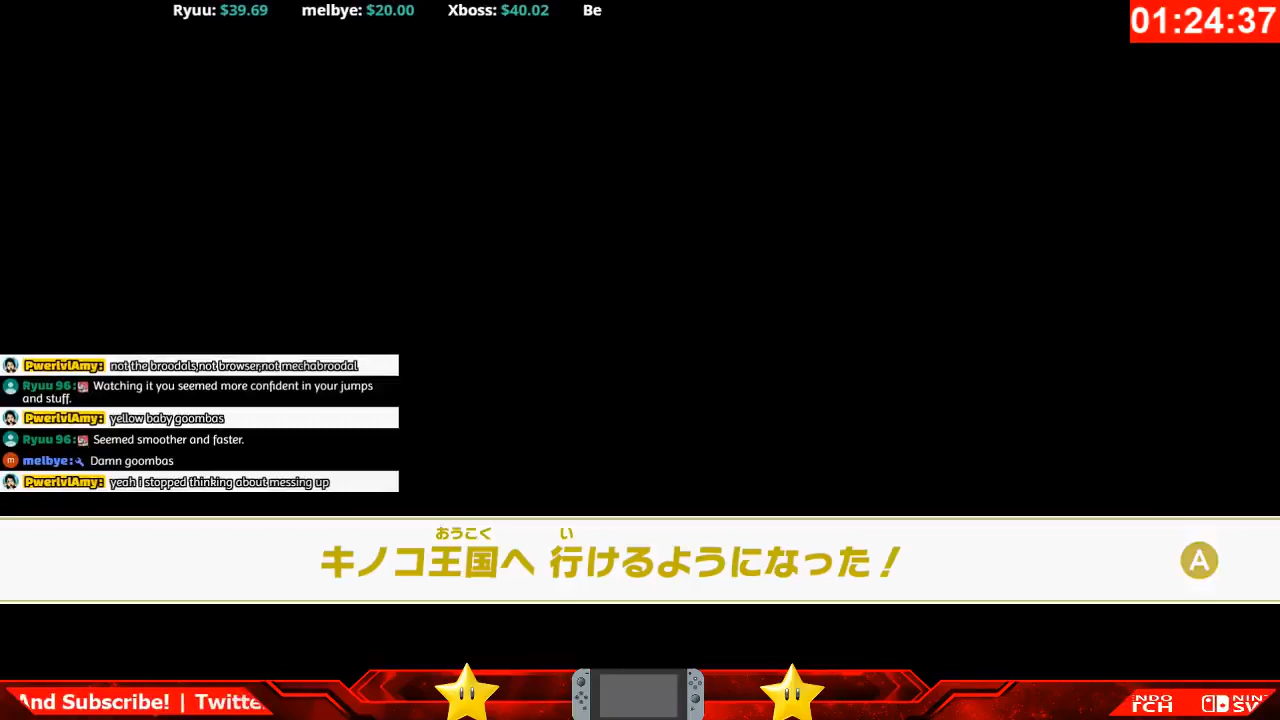 Ryuu: $39.69 melbye: $20.00 Xboss: $40.02 Be
01:24:37
PwerlvlAmy: not the broodals,not browser,not mechabroodal
Ryuu 96: Watching it you seemed more confident in your jumps
and stuff.
PwerlvlAmy: yellow baby goombas
Ryuu 96: Seemed smoother and faster.
melbye: Damn goombas
PwerlvlAmy: yeah i stopped thinking about messing up
おうこく い
キノコ王国へ 行けるようになった!
A
And Subscribe! | Twitte
NDO
TCH
NIN
SW